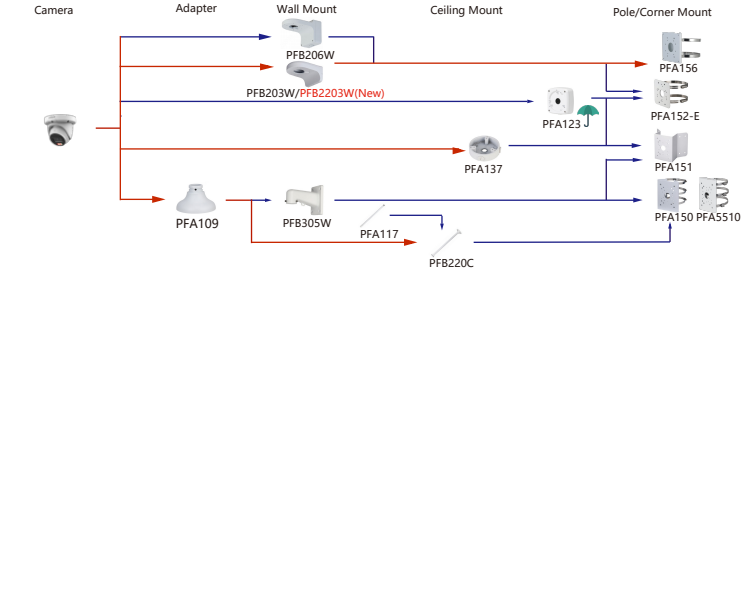 Camera
Adapter
Wall Mount
Ceiling Mount
Pole/Corner Mount
PFB206W
PFA156
PFB203W/PFB2203W(New)
PFA123
PFA152-E
PFA137
PFA151
PFA109
PFB305W
PFA117
PFA150 PFA5510
PFB220C